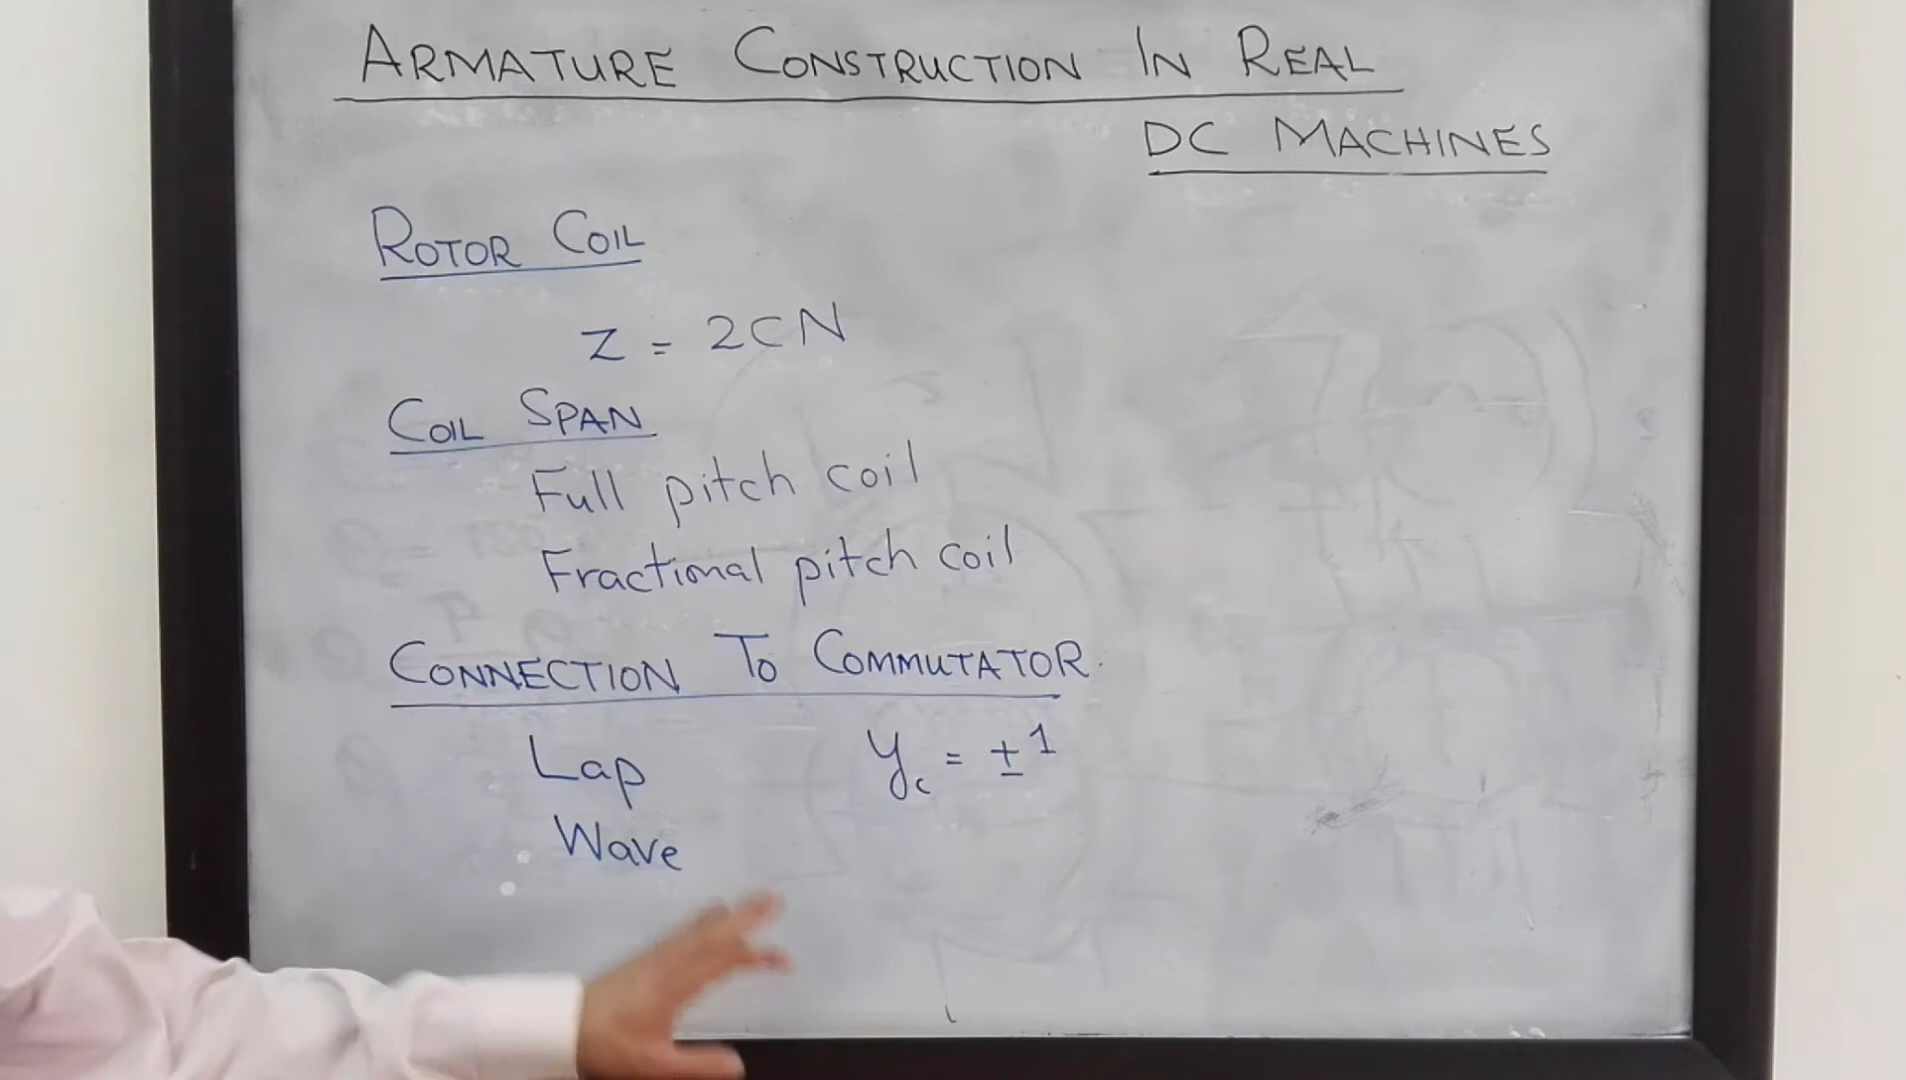 ARMATURE CONSTRUCTION IN REAL
DC MACHINES
ROTOR COIL
Z = 2CN
COIL SPAN
Full pitch coil
Fractional pitch coil
CONNECTION TO COMMUTATOR.
Lap y_c = ±1
Wave